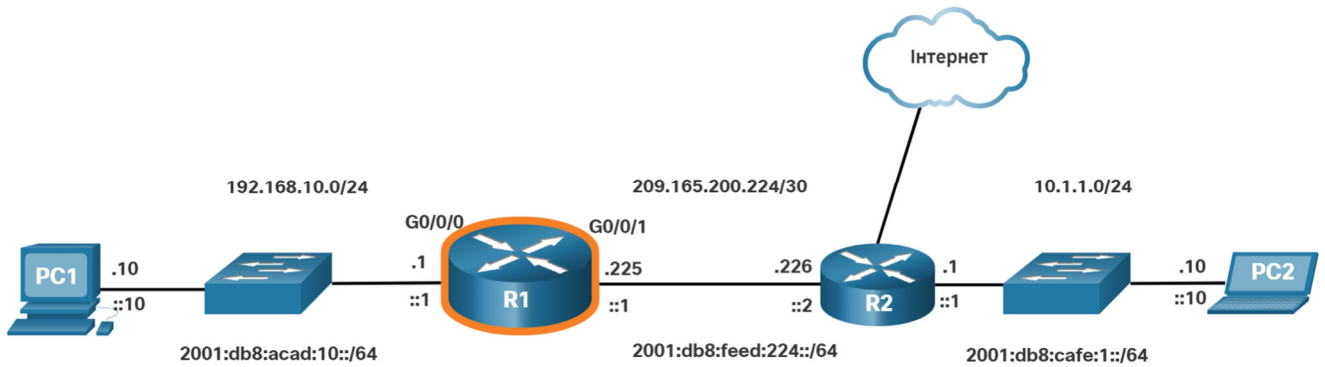 Інтернет
192.168.10.0/24
209.165.200.224/30
10.1.1.0/24
G0/0/0
G0/0/1
PC1
.10
::10
.1
::1
R1
.225
::1
.226
::2
R2
.1
::1
.10
::10
PC2
2001:db8:acad:10::/64
2001:db8:feed:224::/64
2001:db8:cafe:1::/64